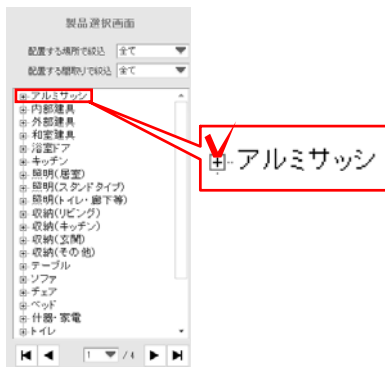 製品選択画面
配置する場所で絞込 全て
配置する間取りで絞込 全て
アルミサッシ
内部建具
外部建具
和室建具
浴室ドア
キッチン
照明(居室)
照明(スタンドタイプ)
照明(トイレ・廊下等)
収納(リビング)
収納(キッチン)
収納(玄関)
収納(その他)
テーブル
ソファ
チェア
ベッド
什器・家電
トイレ
1 / 4
アルミサッシ